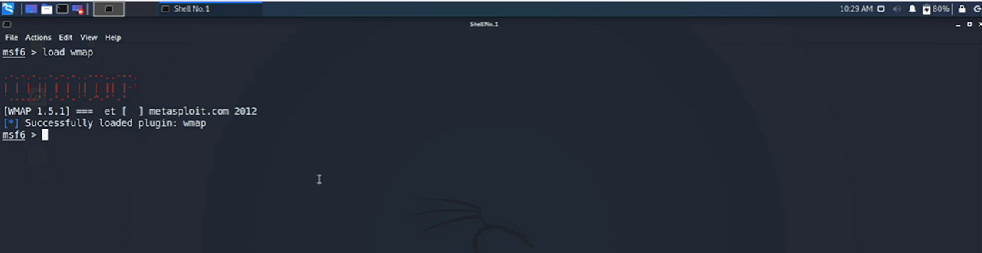 Shell No.1
10:29 AM
80%
Shell No.1
File Actions Edit View Help
msf6 > load wmap
[WMAP 1.5.1] === et [ ] metasploit.com 2012
[*] Successfully loaded plugin: wmap
msf6 >